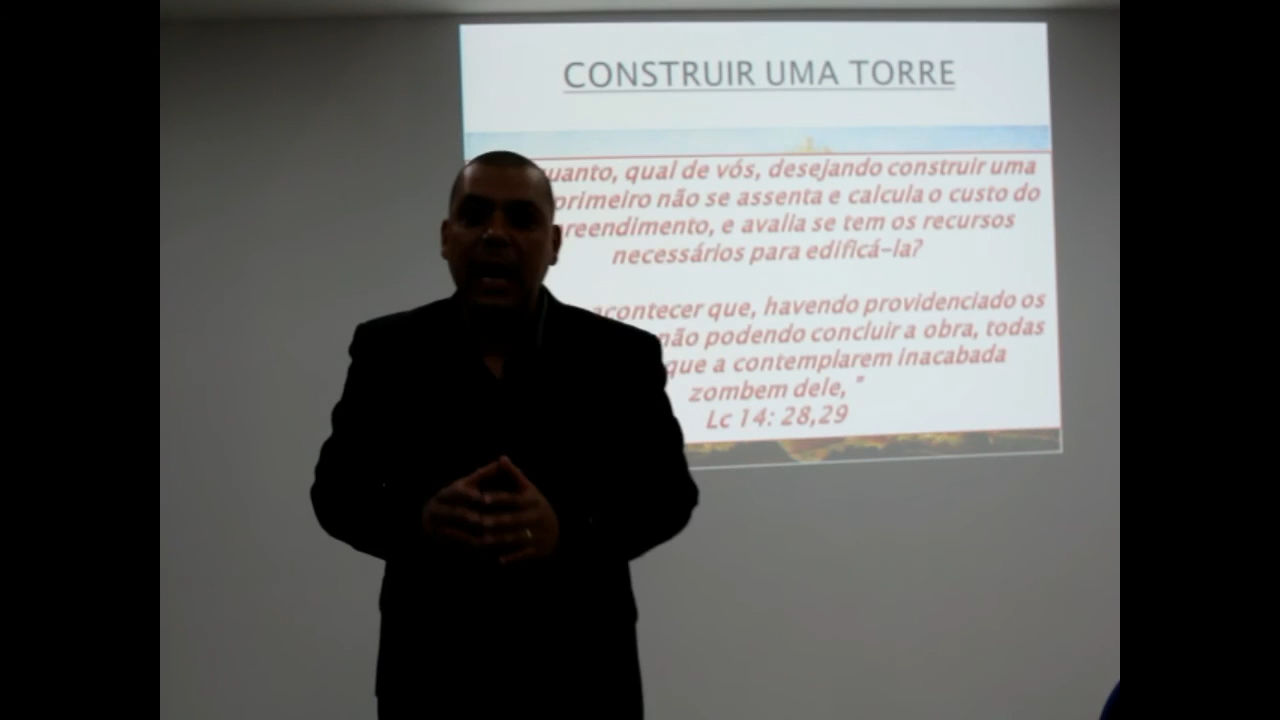 CONSTRUIR UMA TORRE
qual de vós, desejando construir uma
primeiro não se assenta e calcula o custo do
e avalia se tem os recursos
necessários para edificá-la?
acontecer que, havendo providenciado os
não podendo concluir a obra, todas
que a contemplarem inacabada
zombem dele, "
Lc 14: 28,29